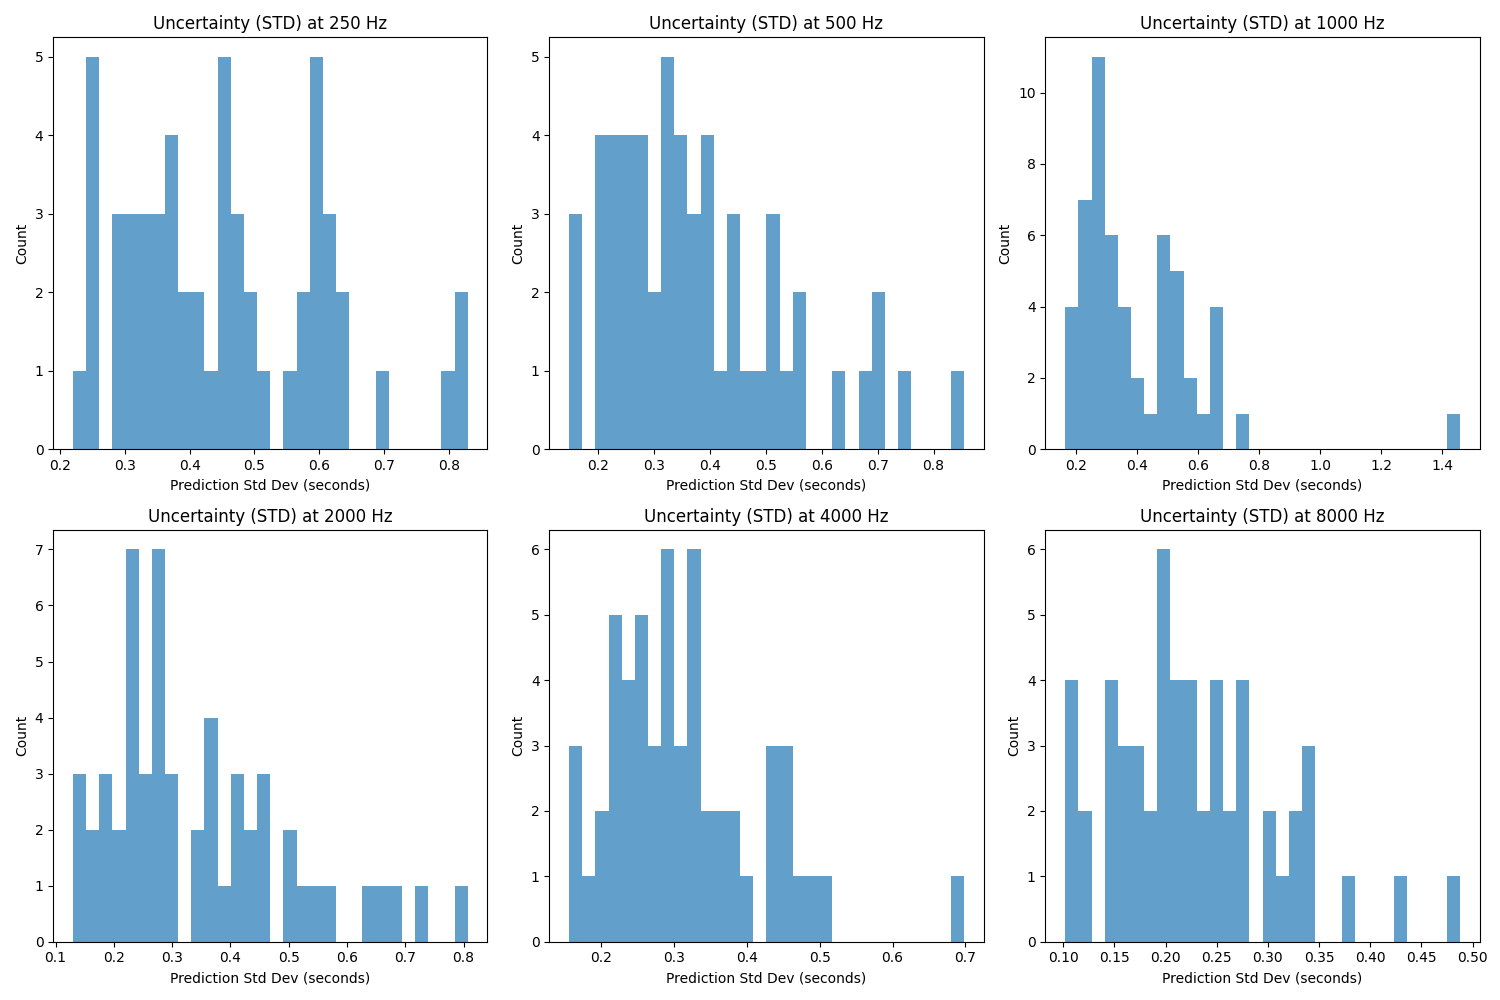 Uncertainty (STD) at 250 Hz
5
4
3
2
1
0
Count
0.2 0.3 0.4 0.5 0.6 0.7 0.8
Prediction Std Dev (seconds)
Uncertainty (STD) at 500 Hz
5
4
3
2
1
0
Count
0.2 0.3 0.4 0.5 0.6 0.7 0.8
Prediction Std Dev (seconds)
Uncertainty (STD) at 1000 Hz
10
8
6
4
2
0
Count
0.2 0.4 0.6 0.8 1.0 1.2 1.4
Prediction Std Dev (seconds)
Uncertainty (STD) at 2000 Hz
7
6
5
4
3
2
1
0
Count
0.1 0.2 0.3 0.4 0.5 0.6 0.7 0.8
Prediction Std Dev (seconds)
Uncertainty (STD) at 4000 Hz
6
5
4
3
2
1
0
Count
0.2 0.3 0.4 0.5 0.6 0.7
Prediction Std Dev (seconds)
Uncertainty (STD) at 8000 Hz
6
5
4
3
2
1
0
Count
0.10 0.15 0.20 0.25 0.30 0.35 0.40 0.45 0.50
Prediction Std Dev (seconds)